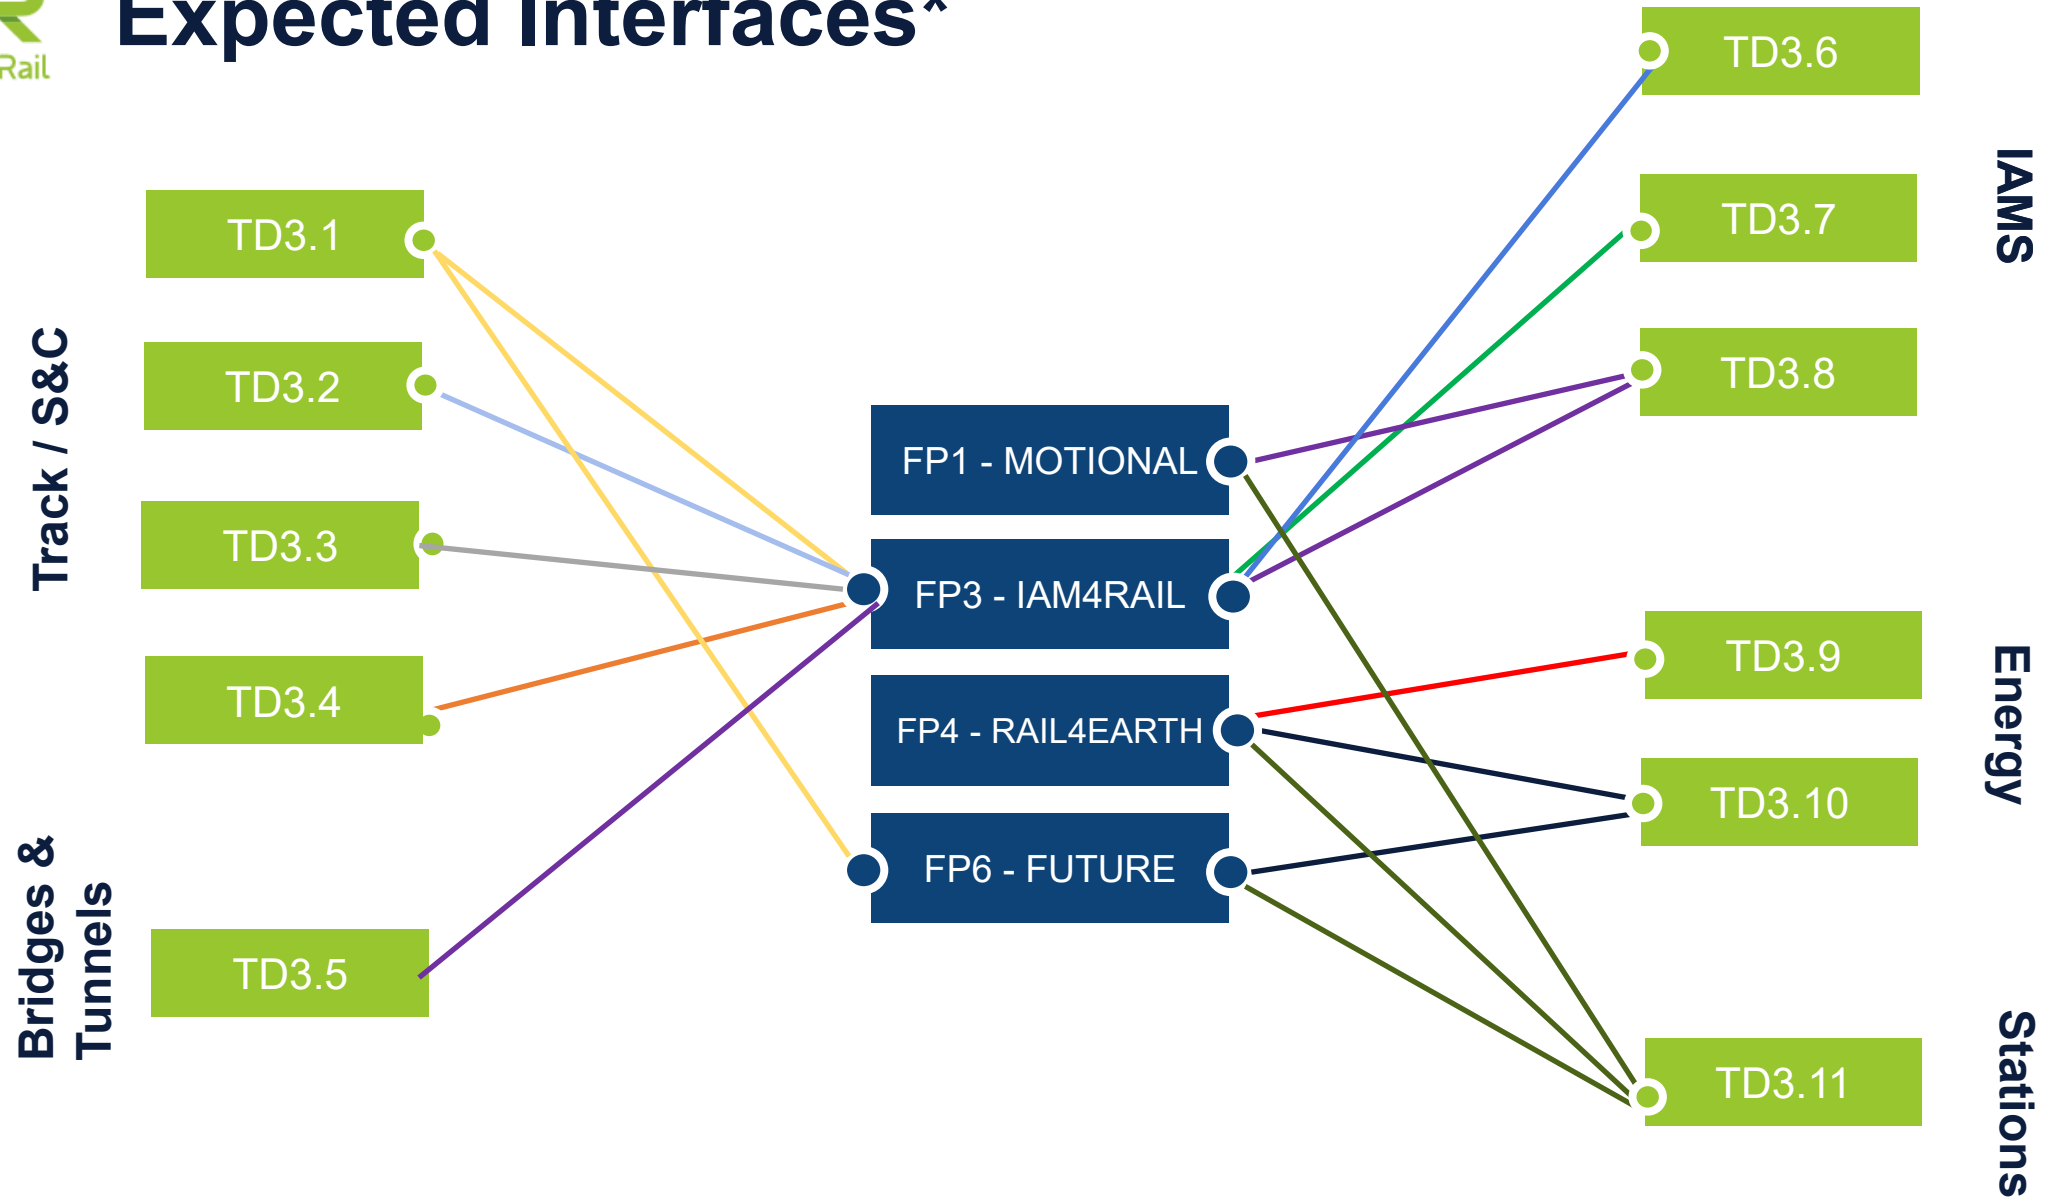 Expected Interfaces*
Rail
Track / S&C
TD3.1
TD3.2
TD3.3
TD3.4
Bridges &
Tunnels
TD3.5
FP1 - MOTIONAL
FP3 - IAM4RAIL
FP4 - RAIL4EARTH
FP6 - FUTURE
TD3.6
TD3.7
TD3.8
IAMS
TD3.9
TD3.10
Energy
TD3.11
Stations